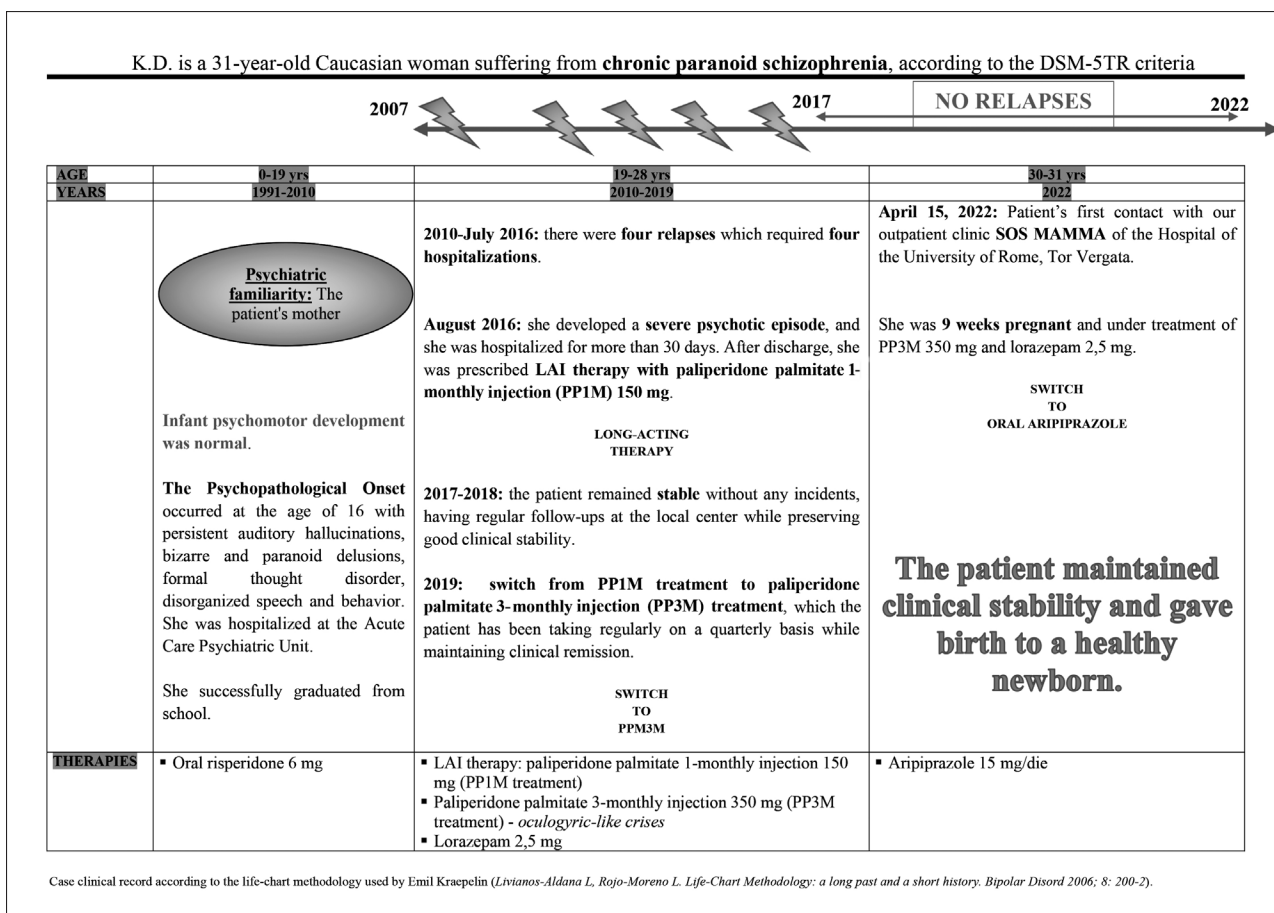 K.D. is a 31-year-old Caucasian woman suffering from chronic paranoid schizophrenia, according to the DSM-5TR criteria
2007
2017
NO RELAPSES
2022
AGE
0-19 yrs
19-28 yrs
30-31 yrs
YEARS
1991-2010
2010-2019
2022
Psychiatric
familiarity: The
patient's mother
Infant psychomotor development
was normal.
The Psychopathological Onset
occurred at the age of 16 with
persistent auditory hallucinations,
bizarre and paranoid delusions,
formal thought disorder,
disorganized speech and behavior.
She was hospitalized at the Acute
Care Psychiatric Unit.
She successfully graduated from
school.
2010-July 2016: there were four relapses which required four
hospitalizations.
August 2016: she developed a severe psychotic episode, and
she was hospitalized for more than 30 days. After discharge, she
was prescribed LAI therapy with paliperidone palmitate 1-
monthly injection (PP1M) 150 mg.
LONG-ACTING
THERAPY
2017-2018: the patient remained stable without any incidents,
having regular follow-ups at the local center while preserving
good clinical stability.
2019: switch from PP1M treatment to paliperidone
palmitate 3-monthly injection (PP3M) treatment, which the
patient has been taking regularly on a quarterly basis while
maintaining clinical remission.
SWITCH
TO
PPM3M
April 15, 2022: Patient's first contact with our
outpatient clinic SOS MAMMA of the Hospital of
the University of Rome, Tor Vergata.
She was 9 weeks pregnant and under treatment of
PP3M 350 mg and lorazepam 2,5 mg.
SWITCH
TO
ORAL ARIPIPRAZOLE
The patient maintained
clinical stability and gave
birth to a healthy
newborn.
THERAPIES
▪ Oral risperidone 6 mg
▪ LAI therapy: paliperidone palmitate 1-monthly injection 150
mg (PP1M treatment)
▪ Paliperidone palmitate 3-monthly injection 350 mg (PP3M
treatment) - oculogyric-like crises
▪ Lorazepam 2,5 mg
▪ Aripiprazole 15 mg/die
Case clinical record according to the life-chart methodology used by Emil Kraepelin (Livianos-Aldana L, Rojo-Moreno L. Life-Chart Methodology: a long past and a short history. Bipolar Disord 2006; 8: 200-2).